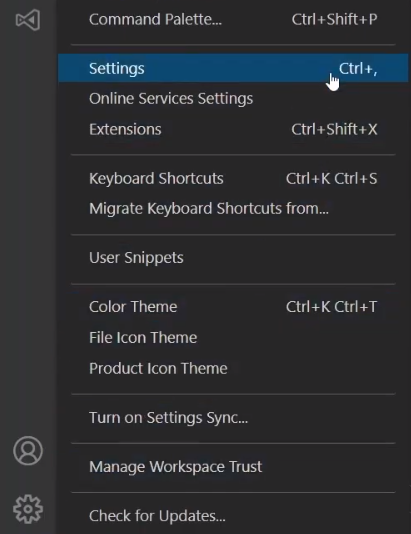 Command Palette... Ctrl+Shift+P
Settings Ctrl+,
Online Services Settings
Extensions Ctrl+Shift+X
Keyboard Shortcuts Ctrl+K Ctrl+S
Migrate Keyboard Shortcuts from...
User Snippets
Color Theme Ctrl+K Ctrl+T
File Icon Theme
Product Icon Theme
Turn on Settings Sync...
Manage Workspace Trust
Check for Updates...